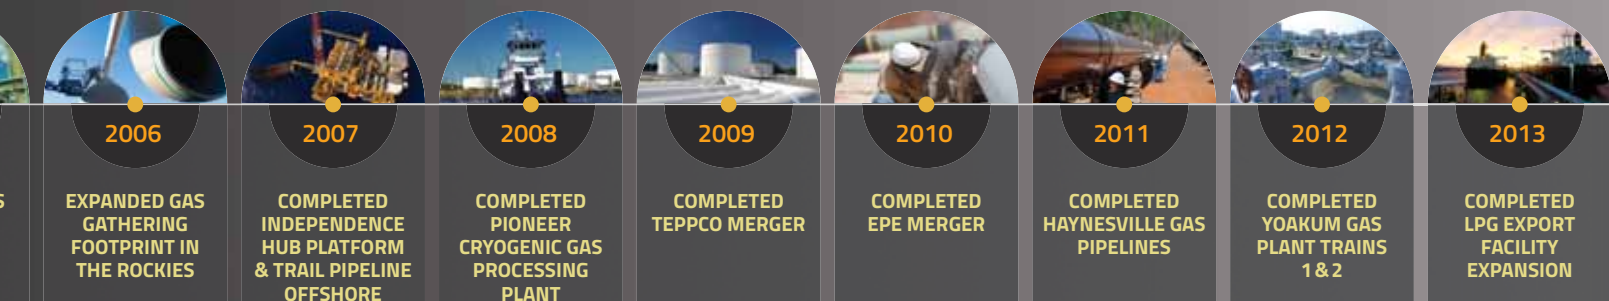 S
2006
EXPANDED GAS
GATHERING
FOOTPRINT IN
THE ROCKIES
2007
COMPLETED
INDEPENDENCE
HUB PLATFORM
& TRAIL PIPELINE
OFFSHORE
2008
COMPLETED
PIONEER
CRYOGENIC GAS
PROCESSING
PLANT
2009
COMPLETED
TEPPCO MERGER
2010
COMPLETED
EPE MERGER
2011
COMPLETED
HAYNESVILLE GAS
PIPELINES
2012
COMPLETED
YOAKUM GAS
PLANT TRAINS
1 & 2
2013
COMPLETED
LPG EXPORT
FACILITY
EXPANSION